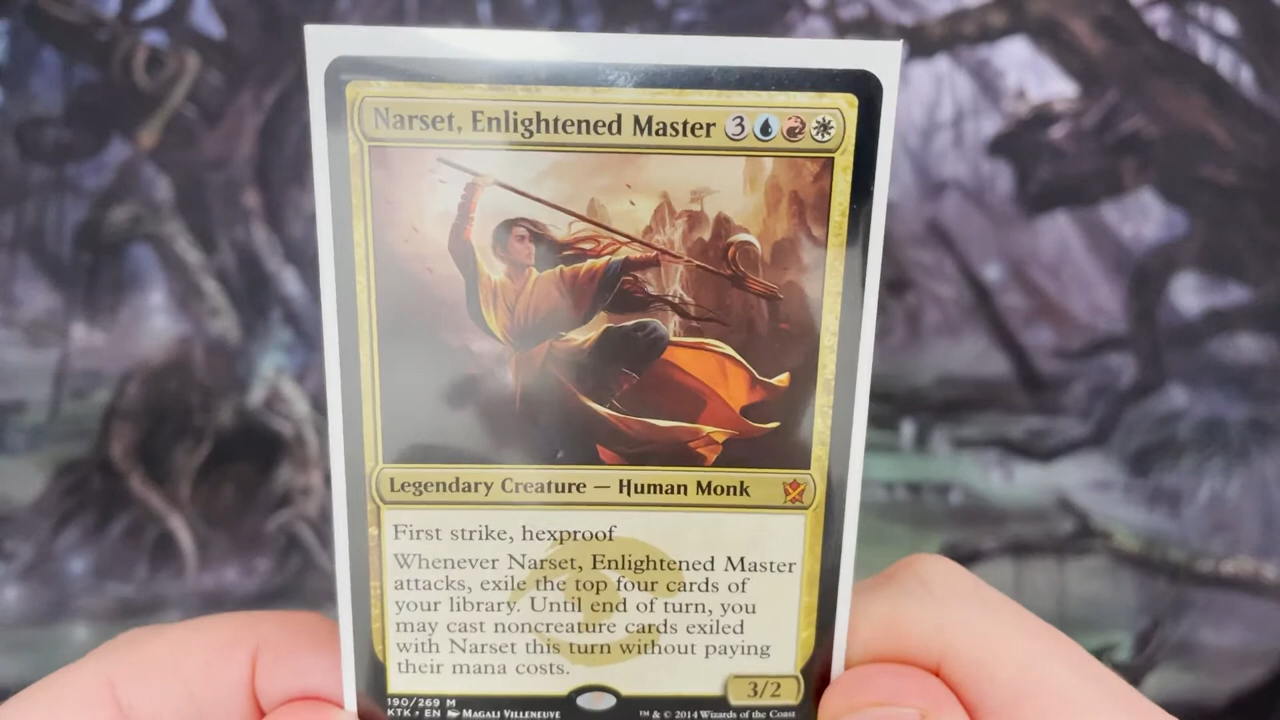 Narset, Enlightened Master 3
Legendary Creature — Human Monk
First strike, hexproof
Whenever Narset, Enlightened Master
attacks, exile the top four cards of
your library. Until end of turn, you
may cast noncreature cards exiled
with Narset this turn without paying
their mana costs.
3/2
190/269 M
KTK • EN Magali Villeneuve
™ & © 2014 Wizards of the Coast